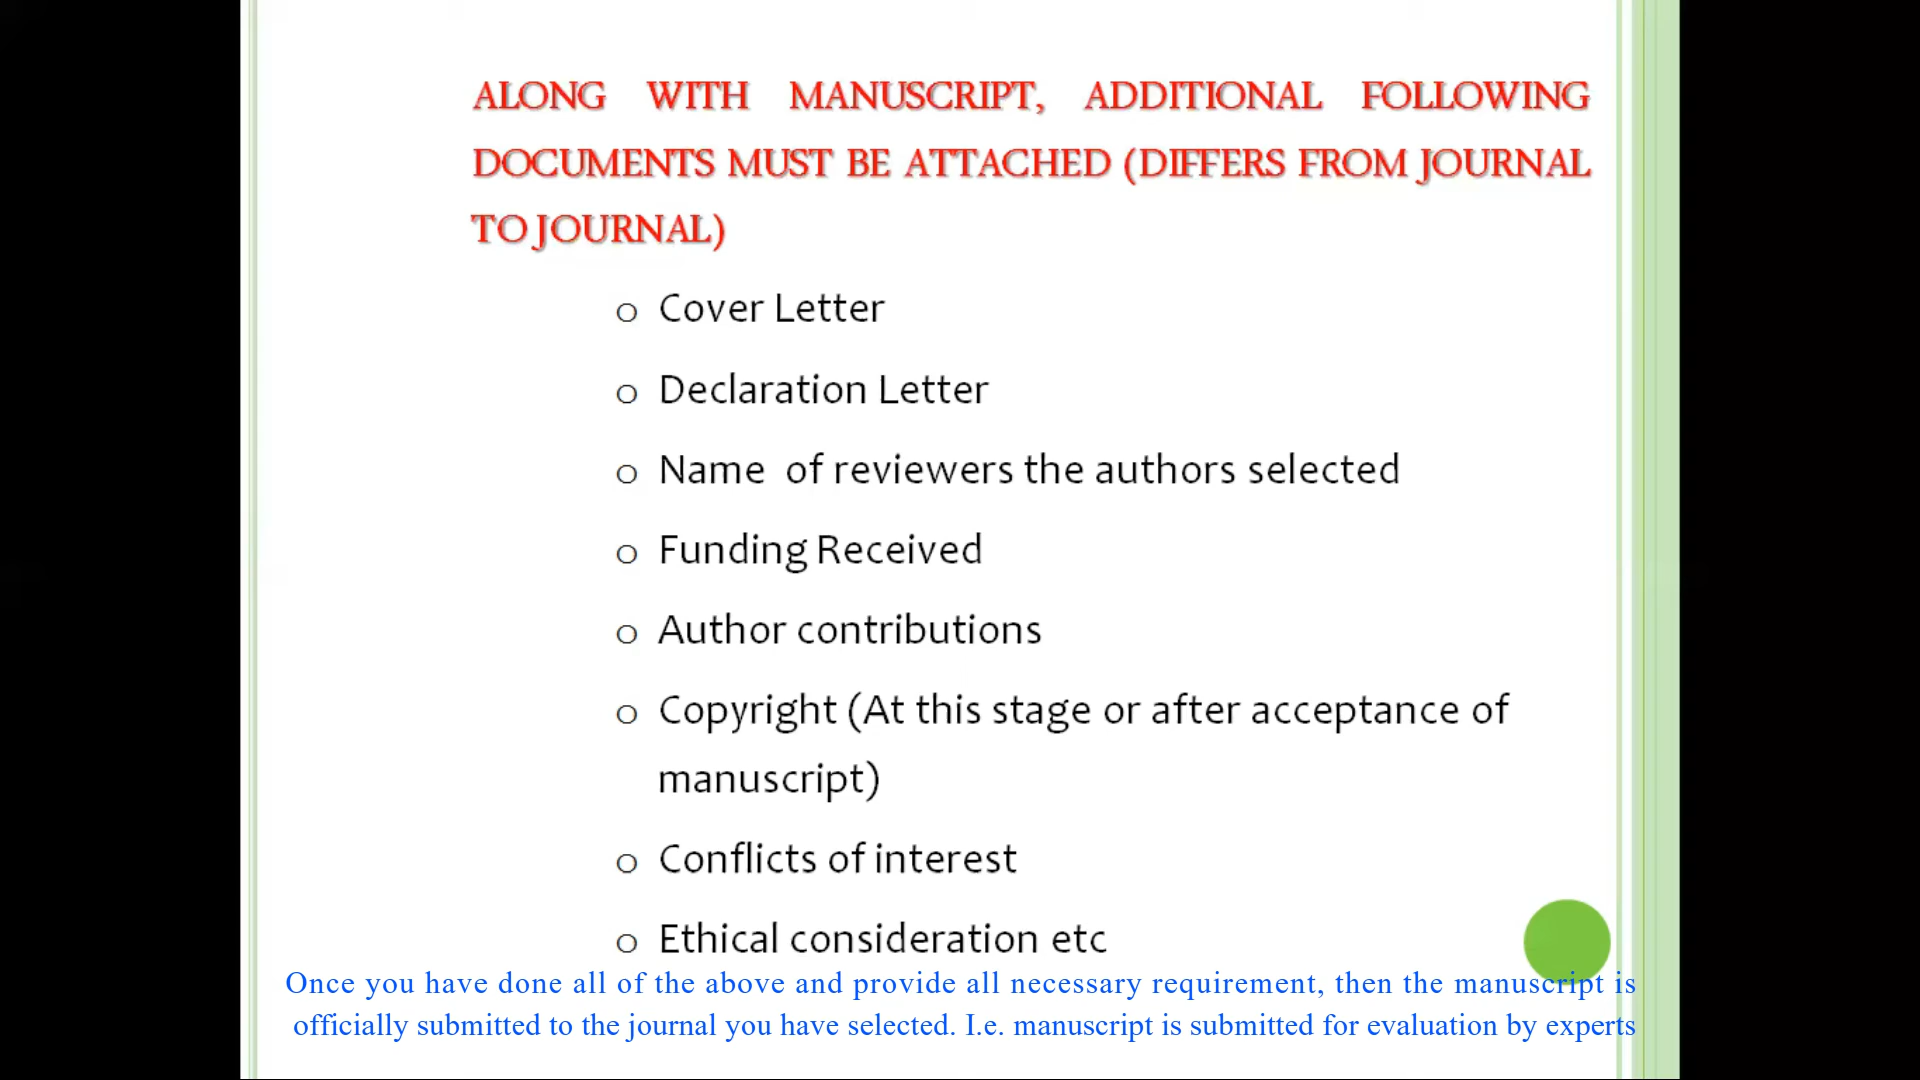 ALONG WITH MANUSCRIPT, ADDITIONAL FOLLOWING
DOCUMENTS MUST BE ATTACHED (DIFFERS FROM JOURNAL
TO JOURNAL)
o Cover Letter
o Declaration Letter
o Name of reviewers the authors selected
o Funding Received
o Author contributions
o Copyright (At this stage or after acceptance of
manuscript)
o Conflicts of interest
o Ethical consideration etc
Once you have done all of the above and provide all necessary requirement, then the manuscript is
officially submitted to the journal you have selected. I.e. manuscript is submitted for evaluation by experts